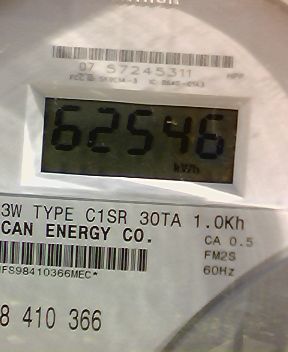 07 57245311
62546
kWh
3W TYPE C1SR 30TA 1.0Kh
CAN ENERGY CO.
CA 0.5
FM2S
60Hz
FS98410366MEC*
8 410 366